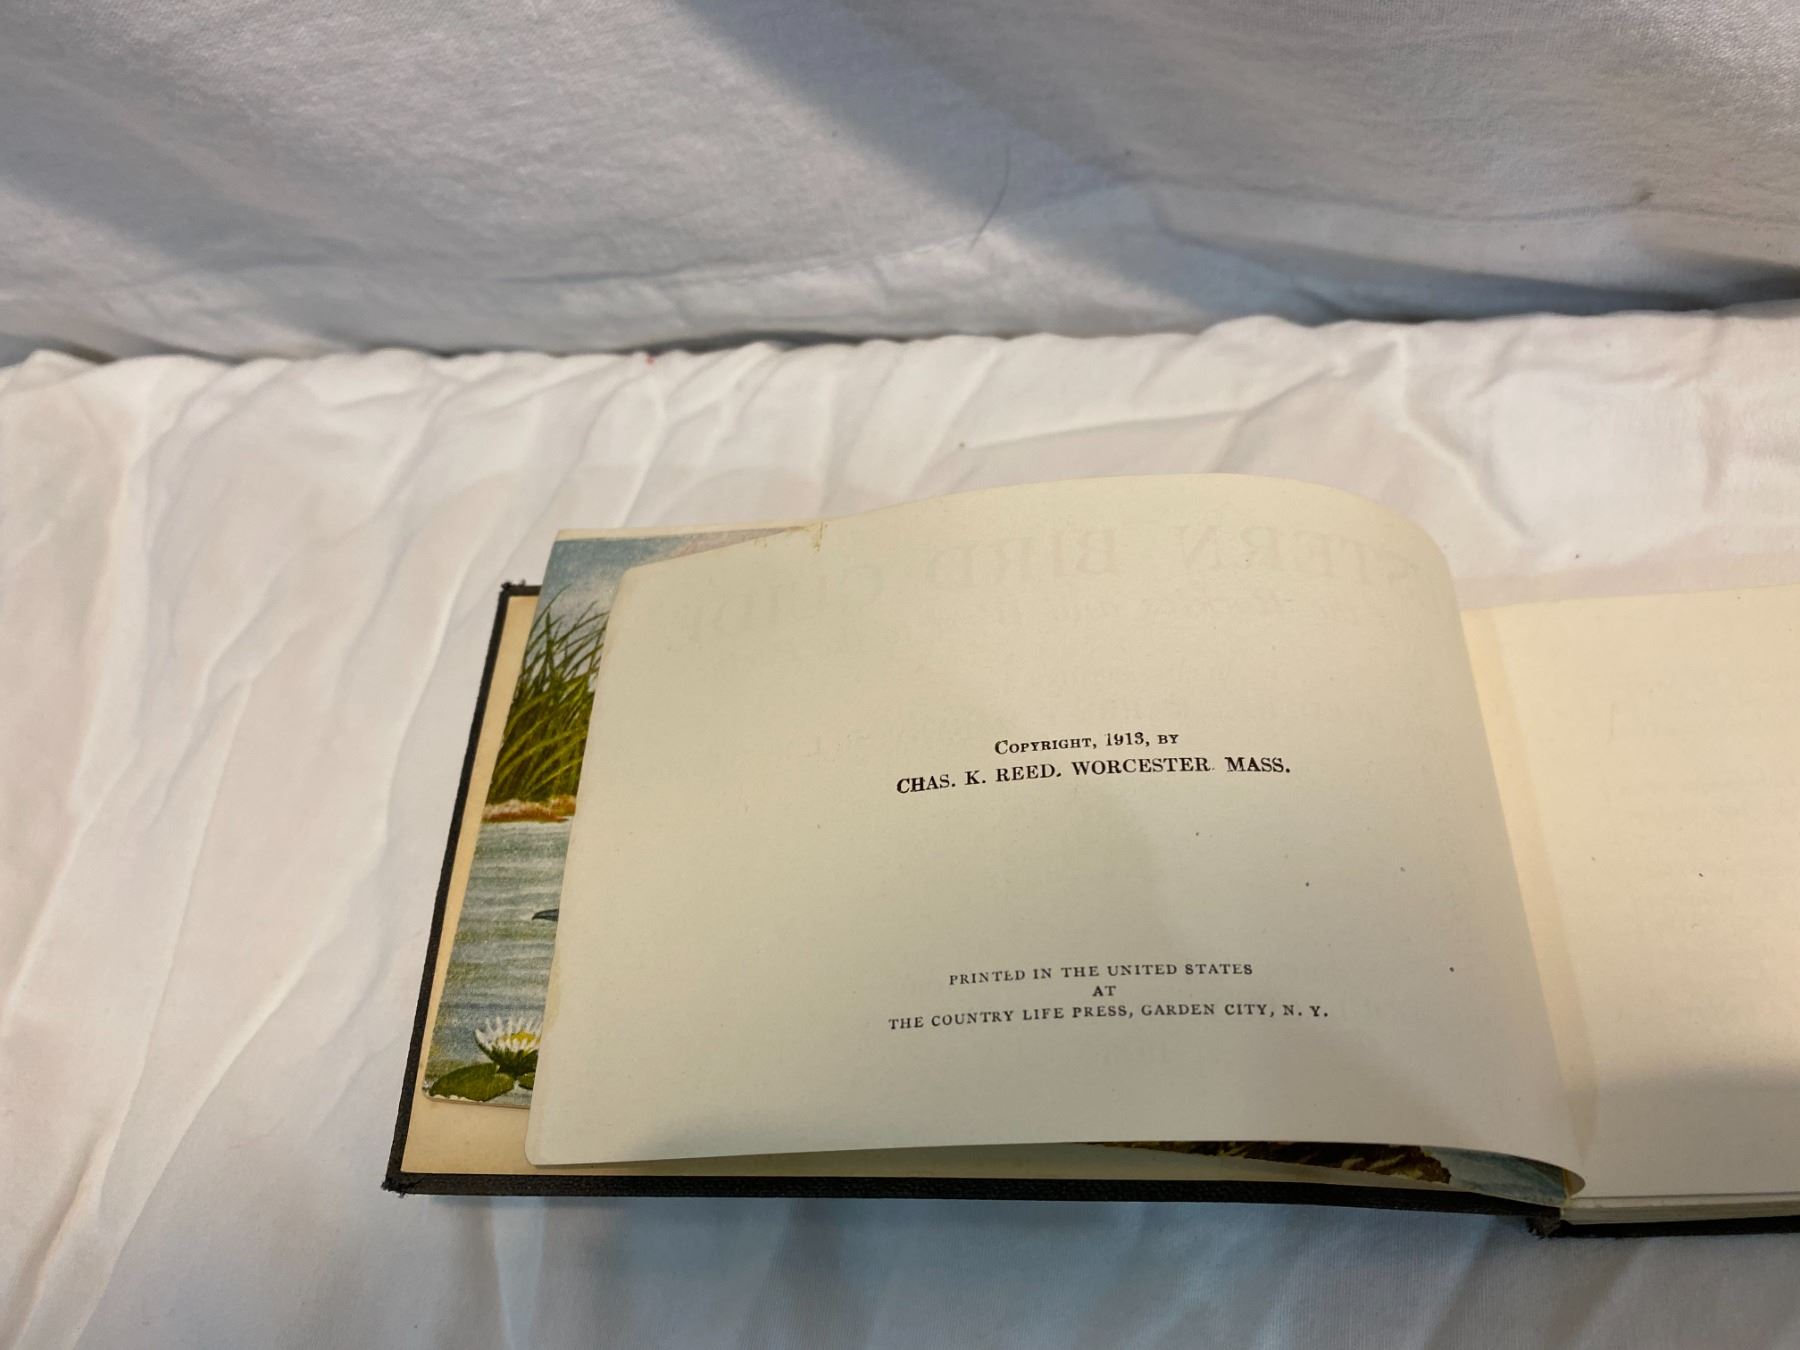 COPYRIGHT, 1913, BY
CHAS. K. REED. WORCESTER MASS.
PRINTED IN THE UNITED STATES
AT
THE COUNTRY LIFE PRESS, GARDEN CITY, N. Y.